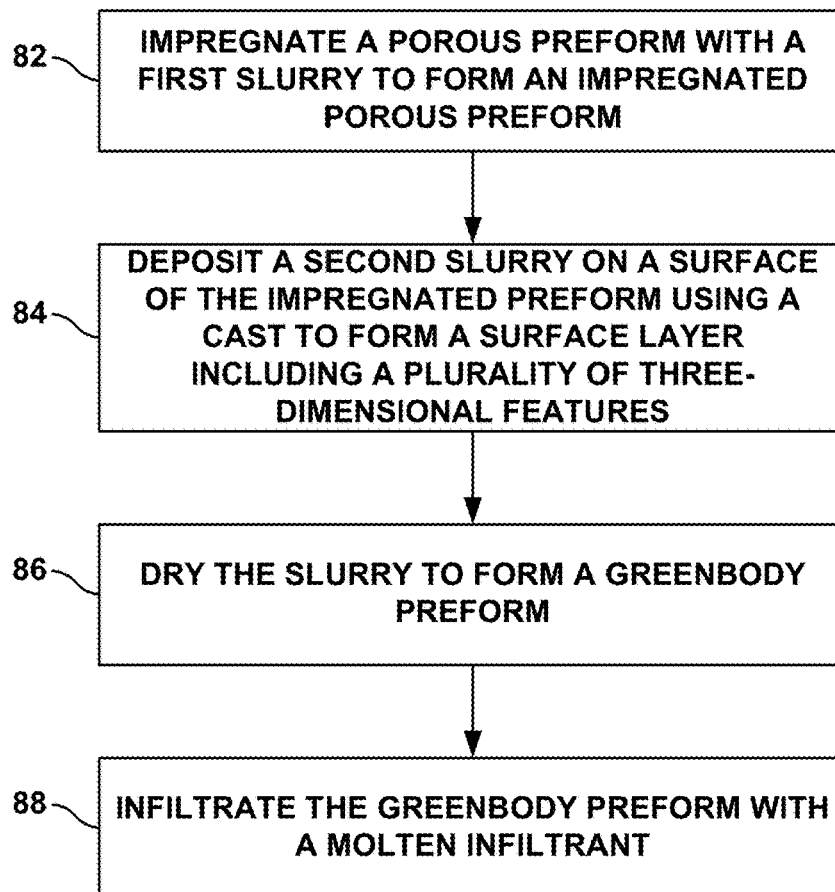 82
IMPREGNATE A POROUS PREFORM WITH A
FIRST SLURRY TO FORM AN IMPREGNATED
POROUS PREFORM
84
DEPOSIT A SECOND SLURRY ON A SURFACE
OF THE IMPREGNATED PREFORM USING A
CAST TO FORM A SURFACE LAYER
INCLUDING A PLURALITY OF THREE-
DIMENSIONAL FEATURES
86
DRY THE SLURRY TO FORM A GREENBODY
PREFORM
88
INFILTRATE THE GREENBODY PREFORM WITH
A MOLTEN INFILTRANT